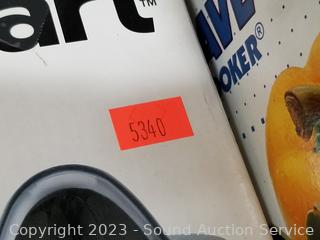 art™
AVE
OKER®
5340
Copyright 2023 - Sound Auction Service